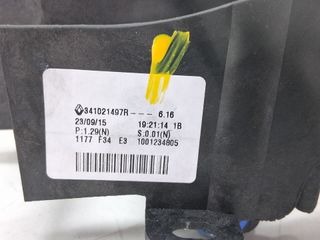 341021497R--- 6.16
23/09/15 19:21:14 1B
P:1.29(N) S:0.01(N)
1177 F34 E3 1001234805